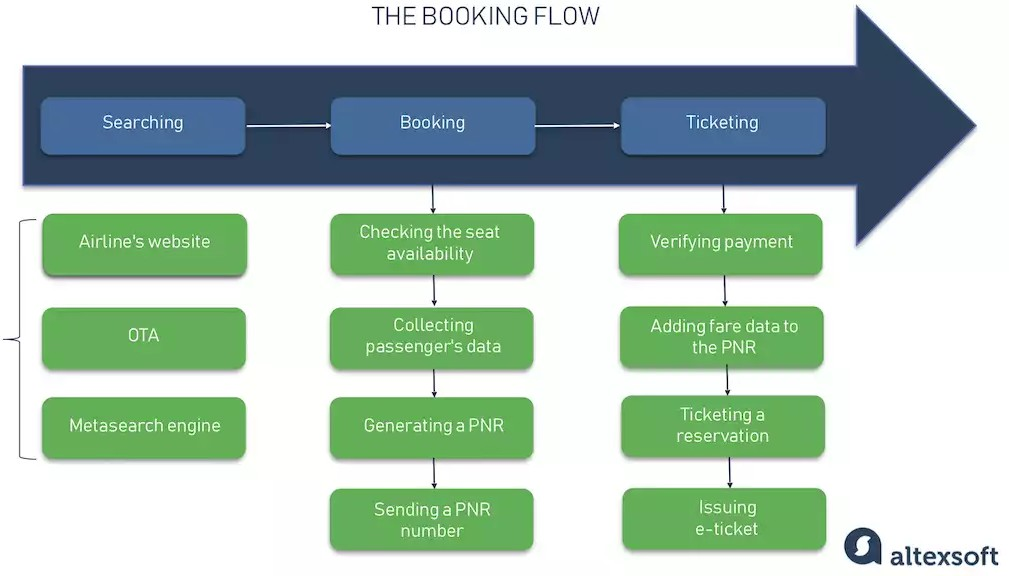 THE BOOKING FLOW
Searching
Booking
Ticketing
Airline's website
OTA
Metasearch engine
Checking the seat
availability
Collecting
passenger's data
Generating a PNR
Sending a PNR
number
Verifying payment
Adding fare data to
the PNR
Ticketing a
reservation
Issuing
e-ticket
altexsoft